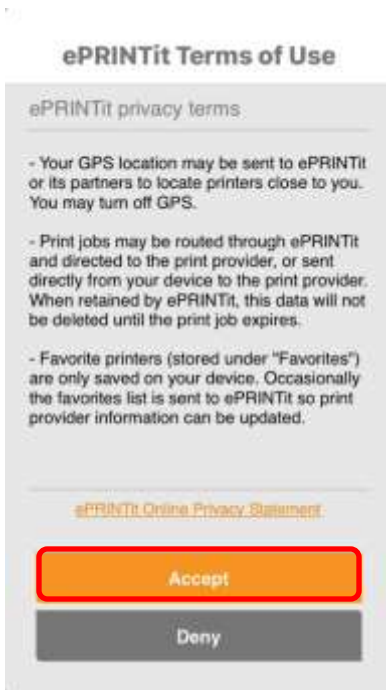 ePRINTit Terms of Use
ePRINTit privacy terms
- Your GPS location may be sent to ePRINTit
or its partners to locate printers close to you.
You may turn off GPS.
- Print jobs may be routed through ePRINTit
and directed to the print provider, or sent
directly from your device to the print provider.
When retained by ePRINTit, this data will not
be deleted until the print job expires.
- Favorite printers (stored under "Favorites")
are only saved on your device. Occasionally
the favorites list is sent to ePRINTit so print
provider information can be updated.
ePRINTit Online Privacy Statement
Accept
Deny